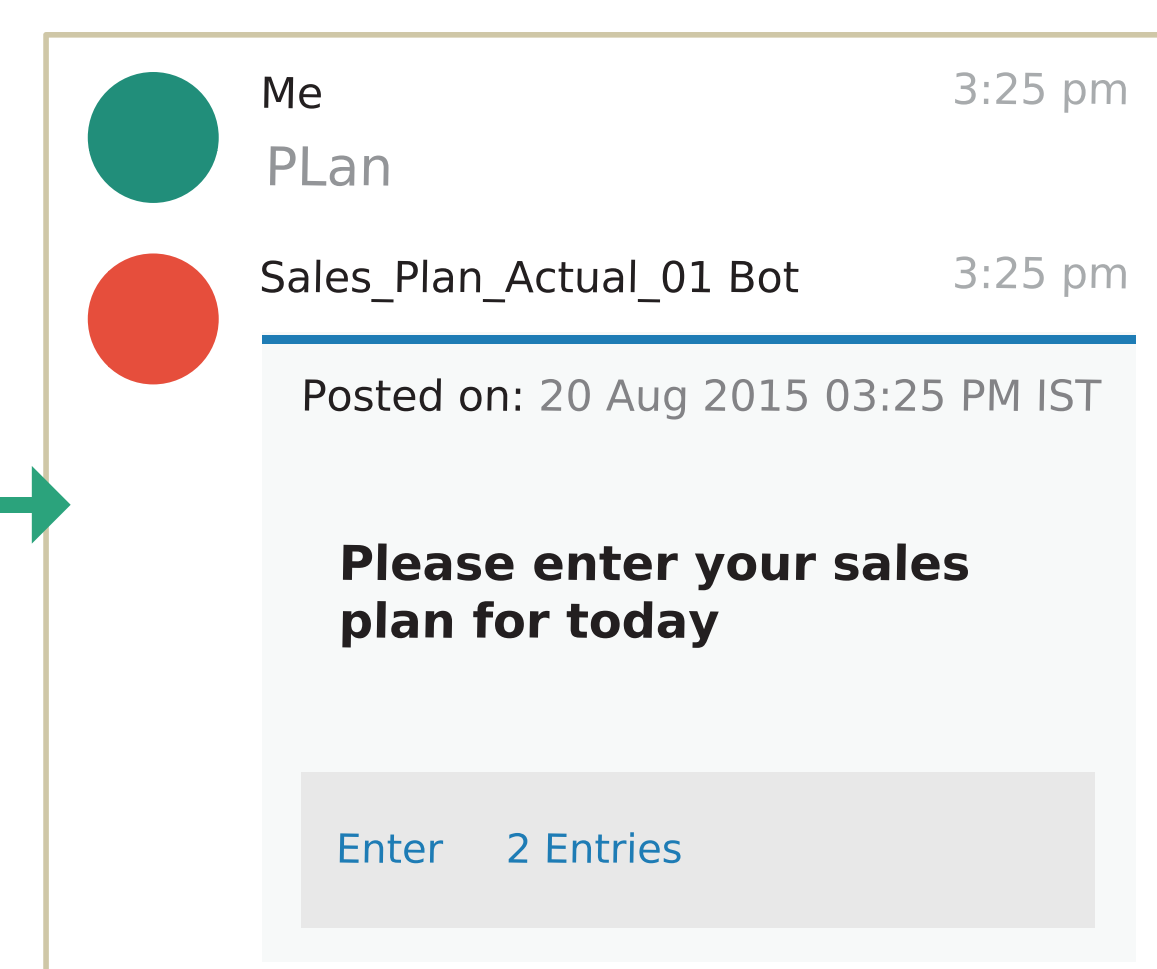 Me 3:25 pm
PLan
Sales_Plan_Actual_01 Bot 3:25 pm
Posted on: 20 Aug 2015 03:25 PM IST
Please enter your sales
plan for today
Enter 2 Entries